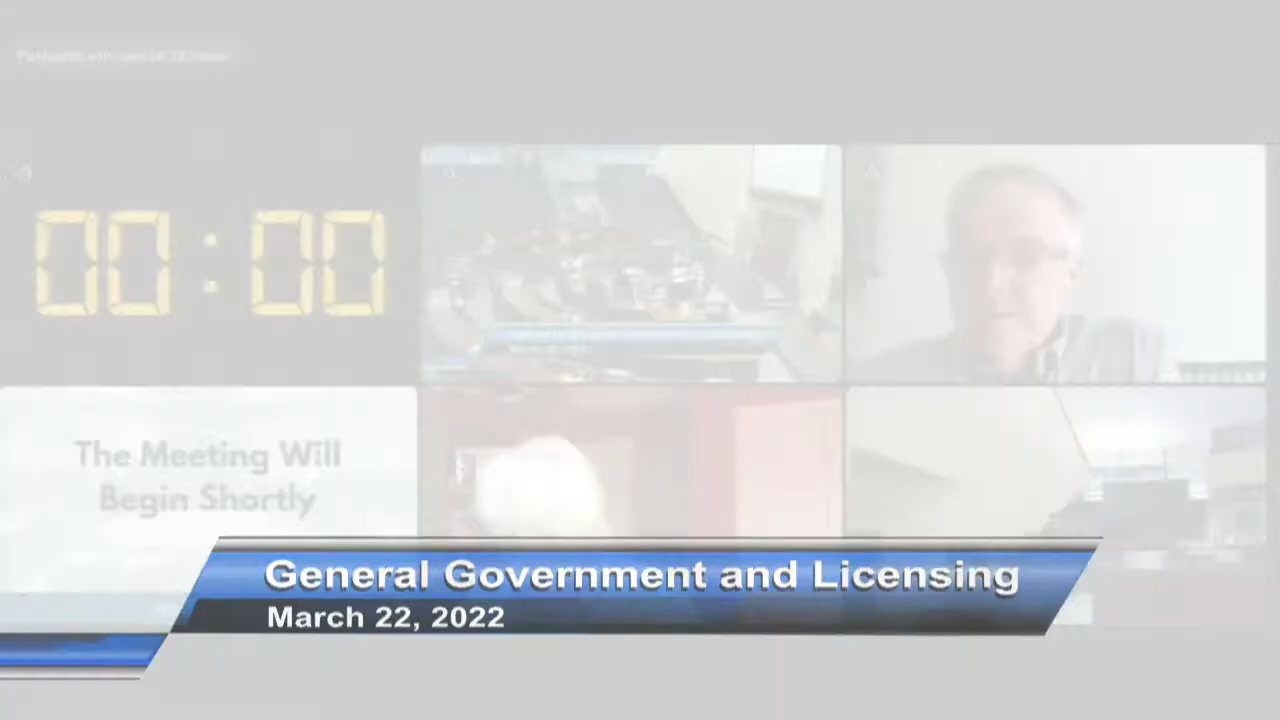 00:00
The Meeting Will
Begin Shortly
General Government and Licensing
March 22, 2022